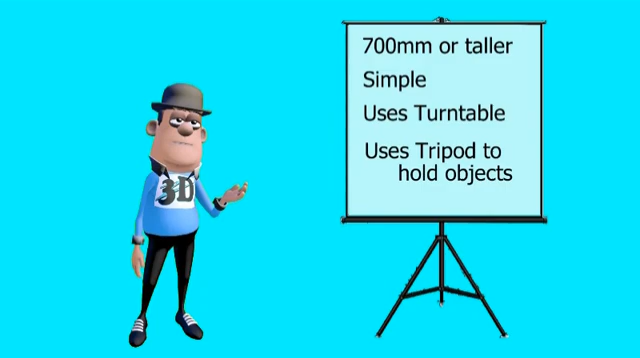 700mm or taller
Simple
Uses Turntable
Uses Tripod to
hold objects
3D